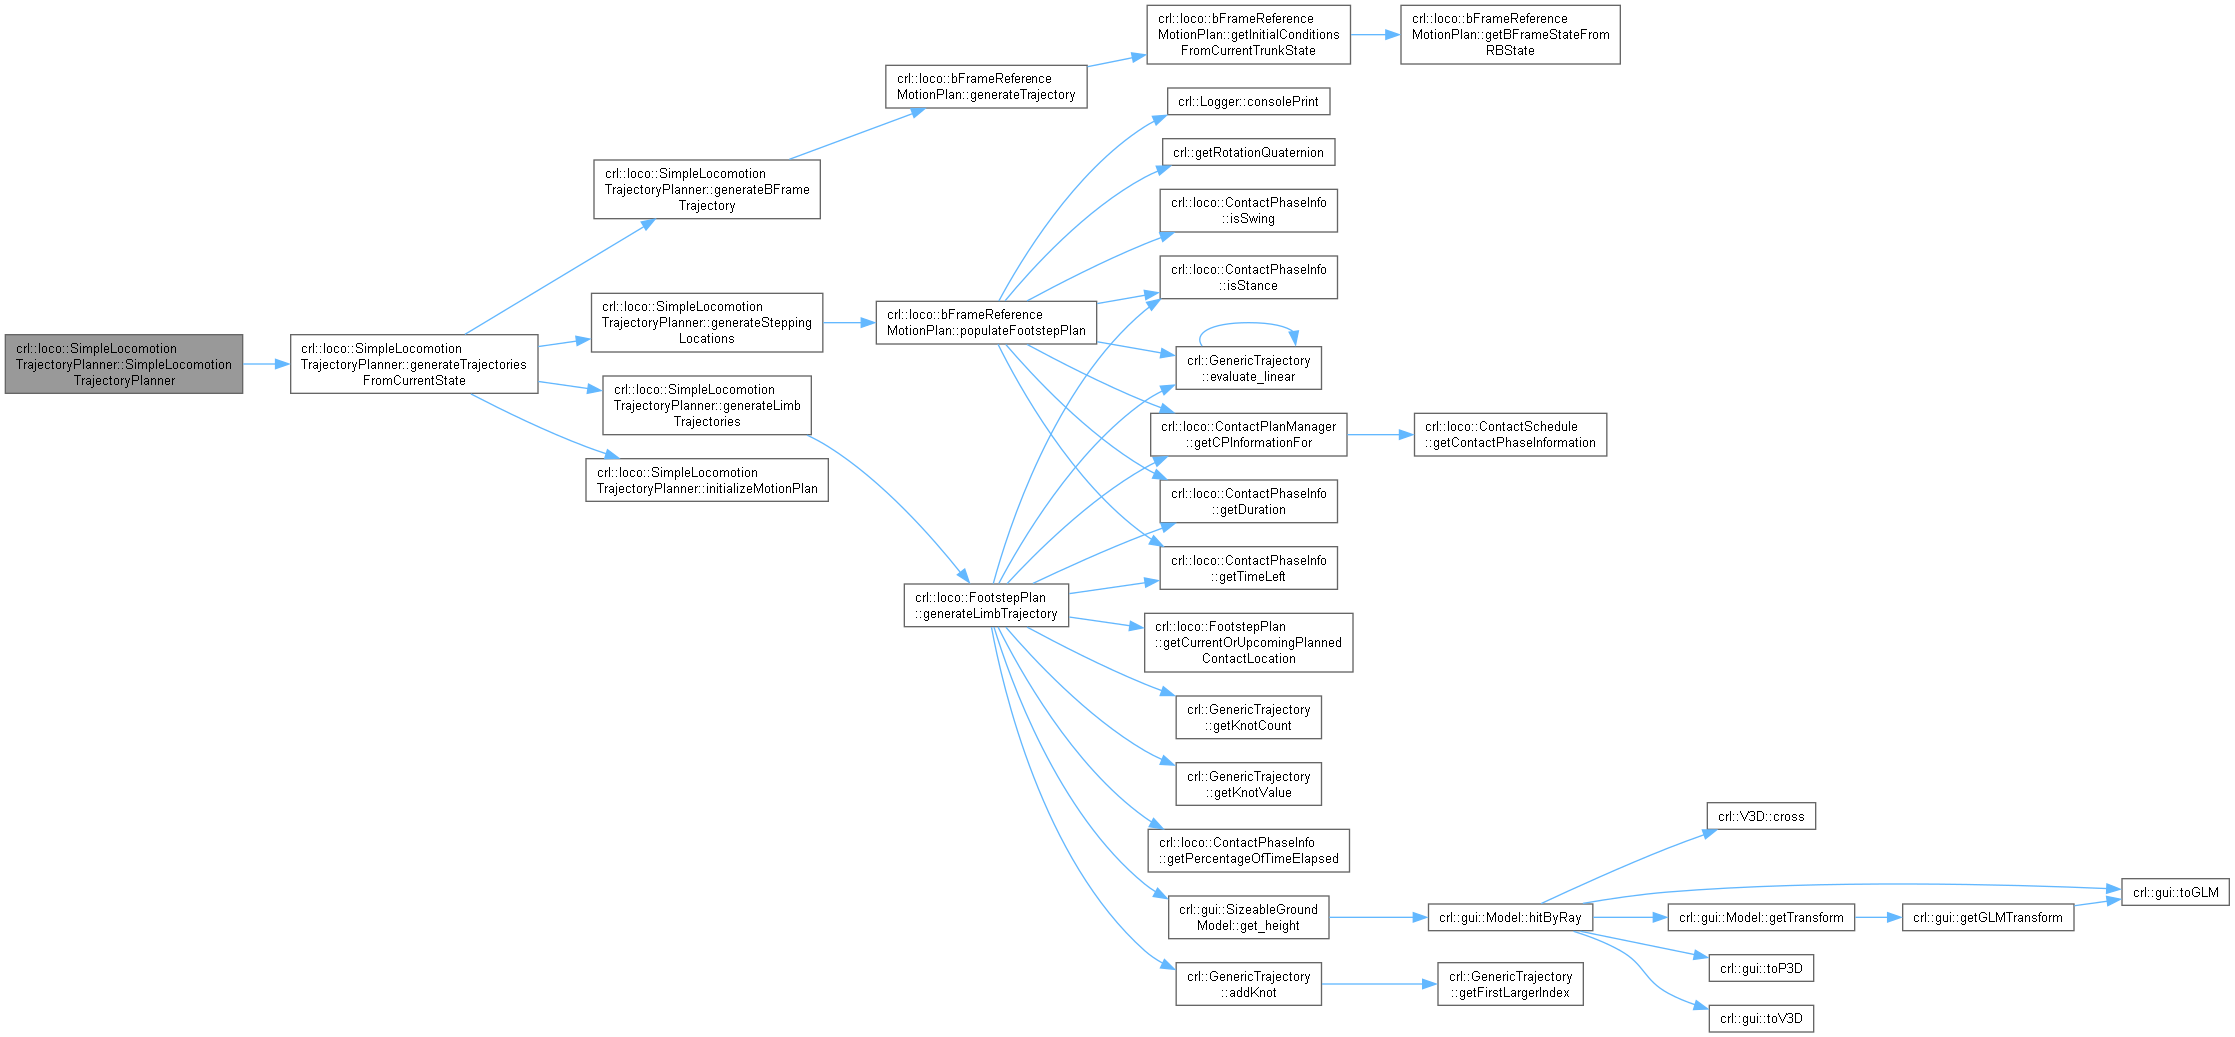 crl::loco::SimpleLocomotion
TrajectoryPlanner::SimpleLocomotion
TrajectoryPlanner
crl::loco::SimpleLocomotion
TrajectoryPlanner::generateTrajectories
FromCurrentState
crl::loco::SimpleLocomotion
TrajectoryPlanner::generateBFrame
Trajectory
crl::loco::SimpleLocomotion
TrajectoryPlanner::generateStepping
Locations
crl::loco::SimpleLocomotion
TrajectoryPlanner::generateLimb
Trajectories
crl::loco::SimpleLocomotion
TrajectoryPlanner::initializeMotionPlan
crl::loco::bFrameReference
MotionPlan::generateTrajectory
crl::loco::bFrameReference
MotionPlan::populateFootstepPlan
crl::loco::FootstepPlan
::generateLimbTrajectory
crl::loco::bFrameReference
MotionPlan::getInitialConditions
FromCurrentTrunkState
crl::loco::bFrameReference
MotionPlan::getBFrameStateFrom
RBState
crl::Logger::consolePrint
crl::getRotationQuaternion
crl::loco::ContactPhaseInfo
::isSwing
crl::loco::ContactPhaseInfo
::isStance
crl::GenericTrajectory
::evaluate_linear
crl::loco::ContactPlanManager
::getCPInformationFor
crl::loco::ContactSchedule
::getContactPhaseInformation
crl::loco::ContactPhaseInfo
::getDuration
crl::loco::ContactPhaseInfo
::getTimeLeft
crl::loco::FootstepPlan
::getCurrentOrUpcomingPlanned
ContactLocation
crl::GenericTrajectory
::getKnotCount
crl::GenericTrajectory
::getKnotValue
crl::loco::ContactPhaseInfo
::getPercentageOfTimeElapsed
crl::gui::SizeableGround
Model::get_height
crl::GenericTrajectory
::addKnot
crl::gui::Model::hitByRay
crl::GenericTrajectory
::getFirstLargerIndex
crl::V3D::cross
crl::gui::Model::getTransform
crl::gui::toP3D
crl::gui::toV3D
crl::gui::getGLMTransform
crl::gui::toGLM